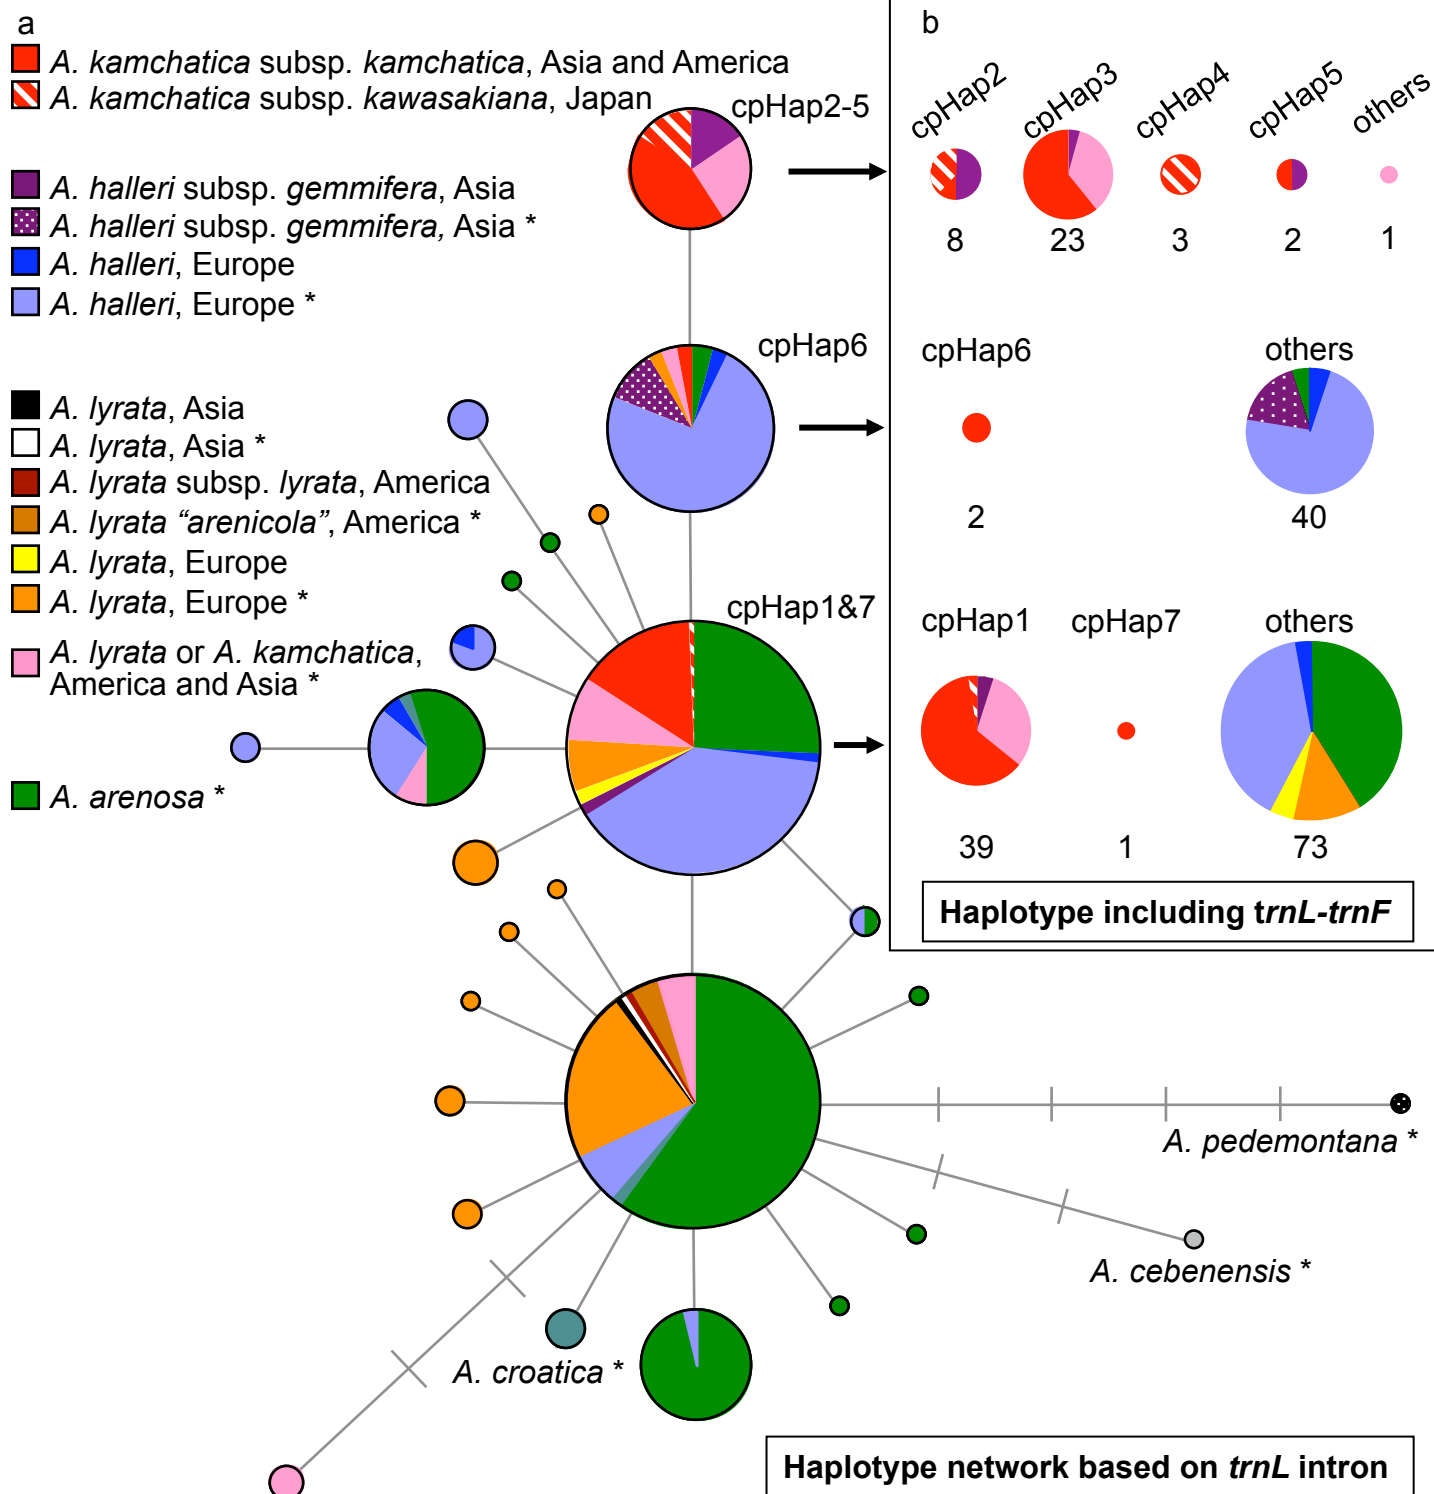 a
A. kamchatica subsp. kamchatica, Asia and America
A. kamchatica subsp. kawasakiana, Japan
A. halleri subsp. gemmifera, Asia
A. halleri subsp. gemmifera, Asia *
A. halleri, Europe
A. halleri, Europe *
A. lyrata, Asia
A. lyrata, Asia *
A. lyrata subsp. lyrata, America
A. lyrata “arenicola”, America *
A. lyrata, Europe
A. lyrata, Europe *
A. lyrata or A. kamchatica,
America and Asia *
A. arenosa *
cpHap2-5
cpHap6
cpHap1&7
A. pedemontana *
A. cebenensis *
A. croatica *
Haplotype network based on trnL intron
b
cpHap2 cpHap3 cpHap4 cpHap5 others
8 23 3 2 1
cpHap6 others
2 40
cpHap1 cpHap7 others
39 1 73
Haplotype including trnL-trnF